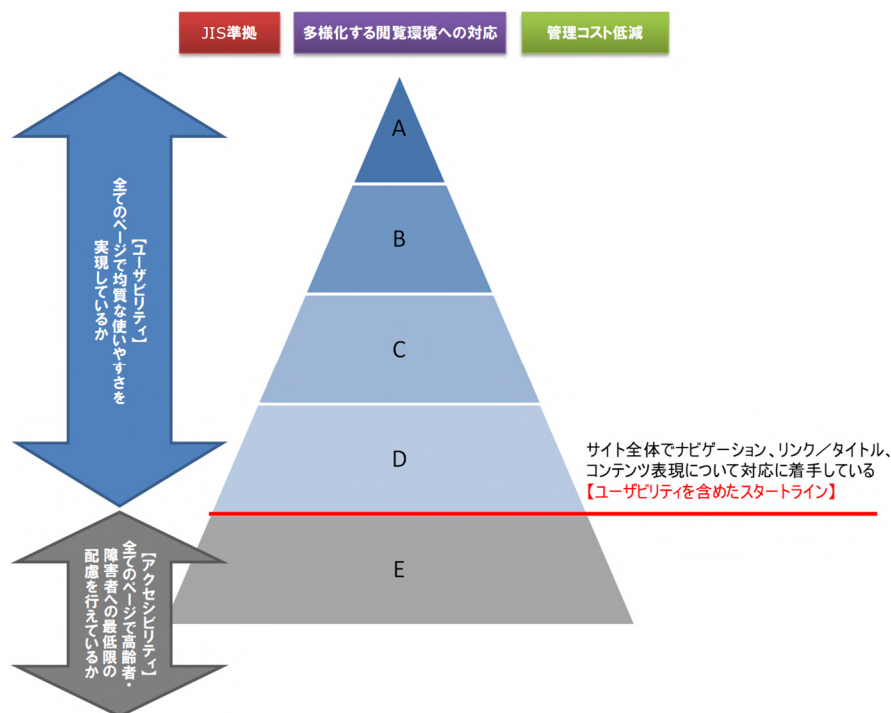 JIS準拠
多様化する閲覧環境への対応
管理コスト低減
A
【ユーザビリティ】
全てのページで均質な使いやすさを
実現しているか
B
C
D
サイト全体でナビゲーション、リンク／タイトル、
コンテンツ表現について対応に着手している
【ユーザビリティを含めたスタートライン】
【アクセシビリティ】
全てのページで高齢者・
障害者への最低限の
配慮を行えているか
E